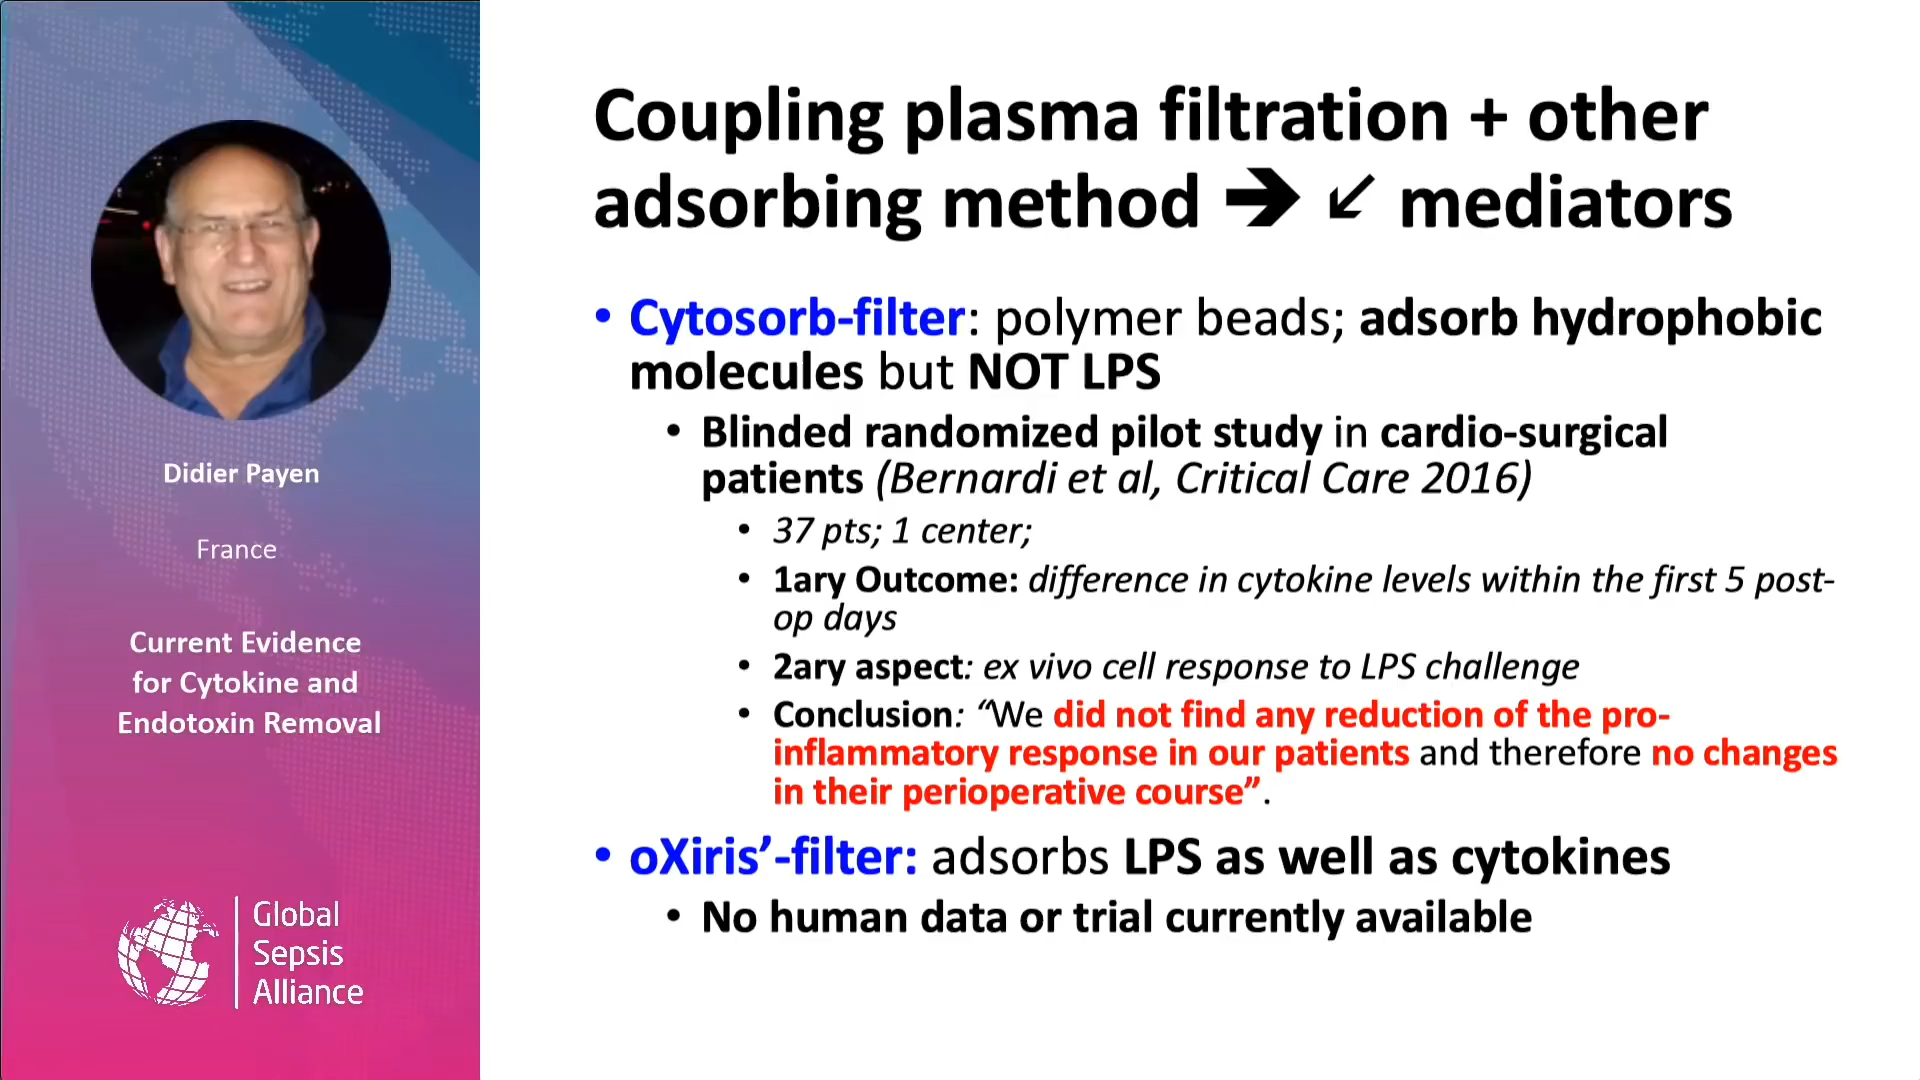 Didier Payen
France
Current Evidence
for Cytokine and
Endotoxin Removal
Global
Sepsis
Alliance
Coupling plasma filtration + other
adsorbing method 🡺 ↙ mediators
• Cytosorb-filter: polymer beads; adsorb hydrophobic
molecules but NOT LPS
• Blinded randomized pilot study in cardio-surgical
patients (Bernardi et al, Critical Care 2016)
• 37 pts; 1 center;
• 1ary Outcome: difference in cytokine levels within the first 5 post-
op days
• 2ary aspect: ex vivo cell response to LPS challenge
• Conclusion: “We did not find any reduction of the pro-
inflammatory response in our patients and therefore no changes
in their perioperative course”.
• oXiris’-filter: adsorbs LPS as well as cytokines
• No human data or trial currently available